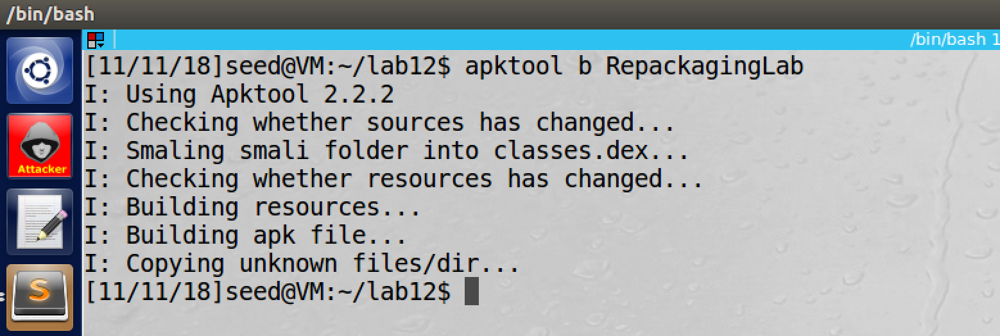 /bin/bash
/bin/bash 1
[11/11/18]seed@VM:~/lab12$ apktool b RepackagingLab
I: Using Apktool 2.2.2
I: Checking whether sources has changed...
I: Smaling smali folder into classes.dex...
I: Checking whether resources has changed...
I: Building resources...
I: Building apk file...
I: Copying unknown files/dir...
[11/11/18]seed@VM:~/lab12$
Attacker
S